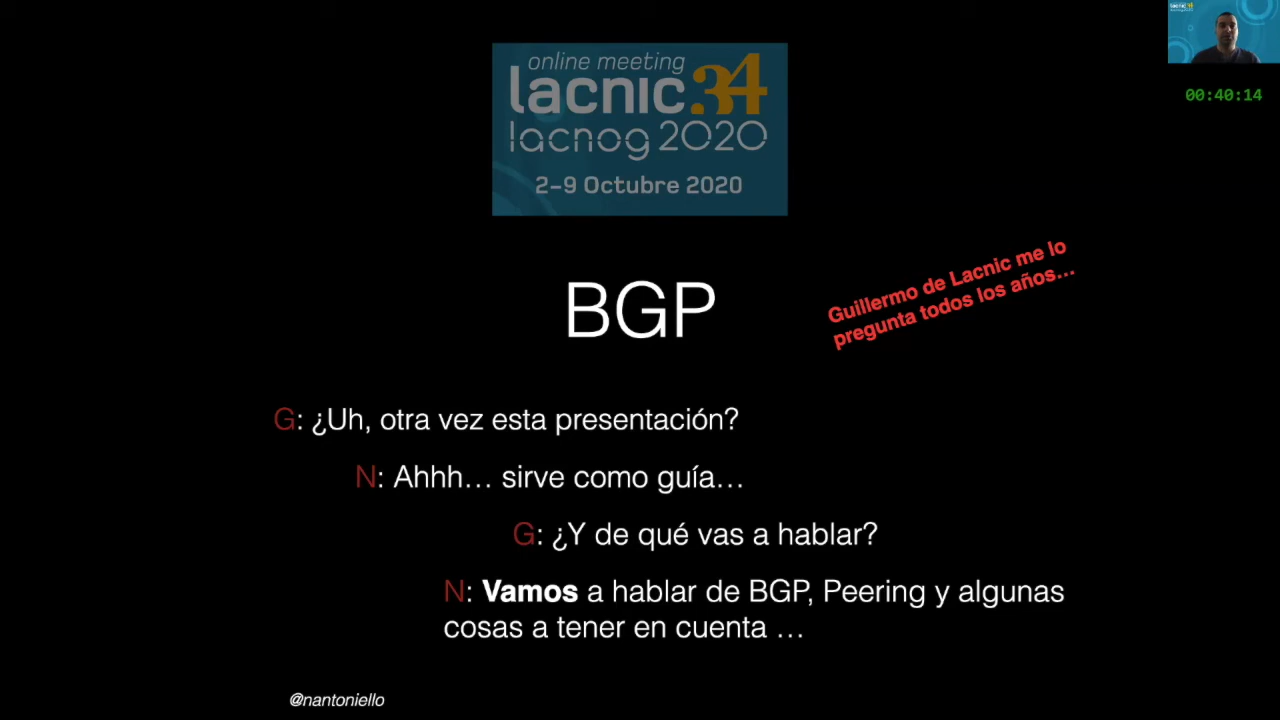 online meeting
lacnic34
lacnog 2020
2-9 Octubre 2020
00:40:14
BGP
Guillermo de Lacnic me lo
pregunta todos los años…
G: ¿Uh, otra vez esta presentación?
N: Ahhh… sirve como guía…
G: ¿Y de qué vas a hablar?
N: Vamos a hablar de BGP, Peering y algunas
cosas a tener en cuenta …
@nantoniello